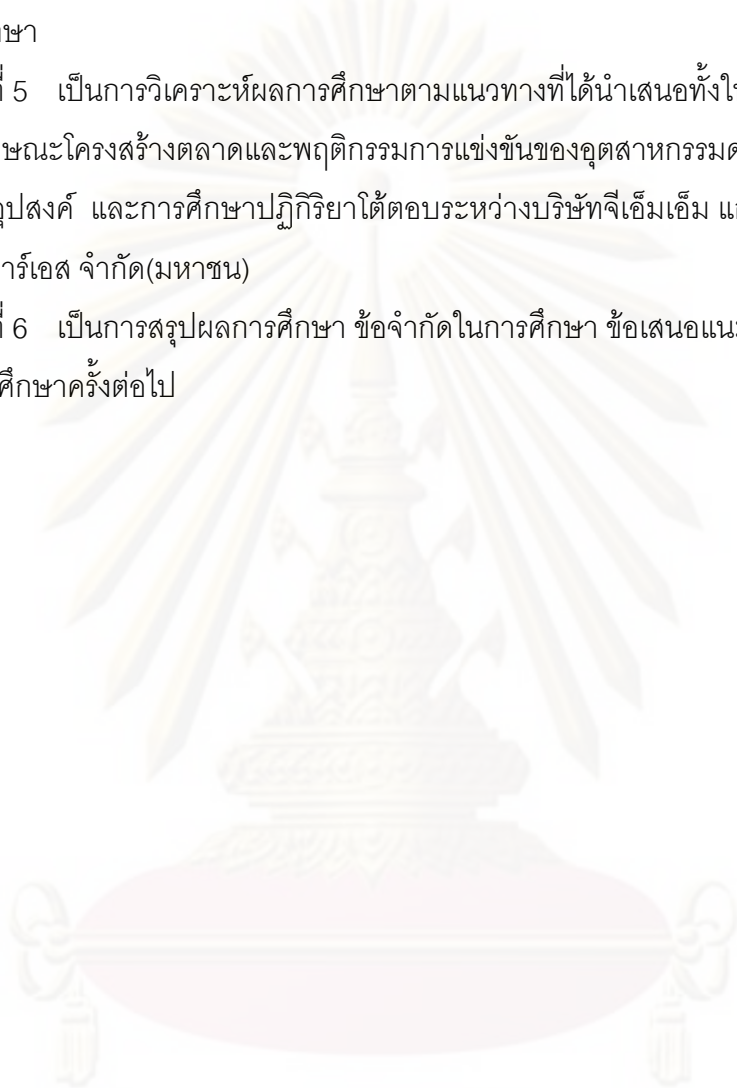 ษา
ที่ 5 เป็นการวิเคราะห์ผลการศึกษาตามแนวทางที่ได้นำเสนอทั้งใน
ษณะโครงสร้างตลาดและพฤติกรรมการแข่งขันของอุตสาหกรรม
อุปสงค์ และการศึกษาปฏิกิริยาโต้ตอบระหว่างบริษัทจีเอ็มเอ็ม
าร์เอส จำกัด(มหาชน)
ที่ 6 เป็นการสรุปผลการศึกษา ข้อจำกัดในการศึกษา ข้อเสนอแน
ศึกษาครั้งต่อไป